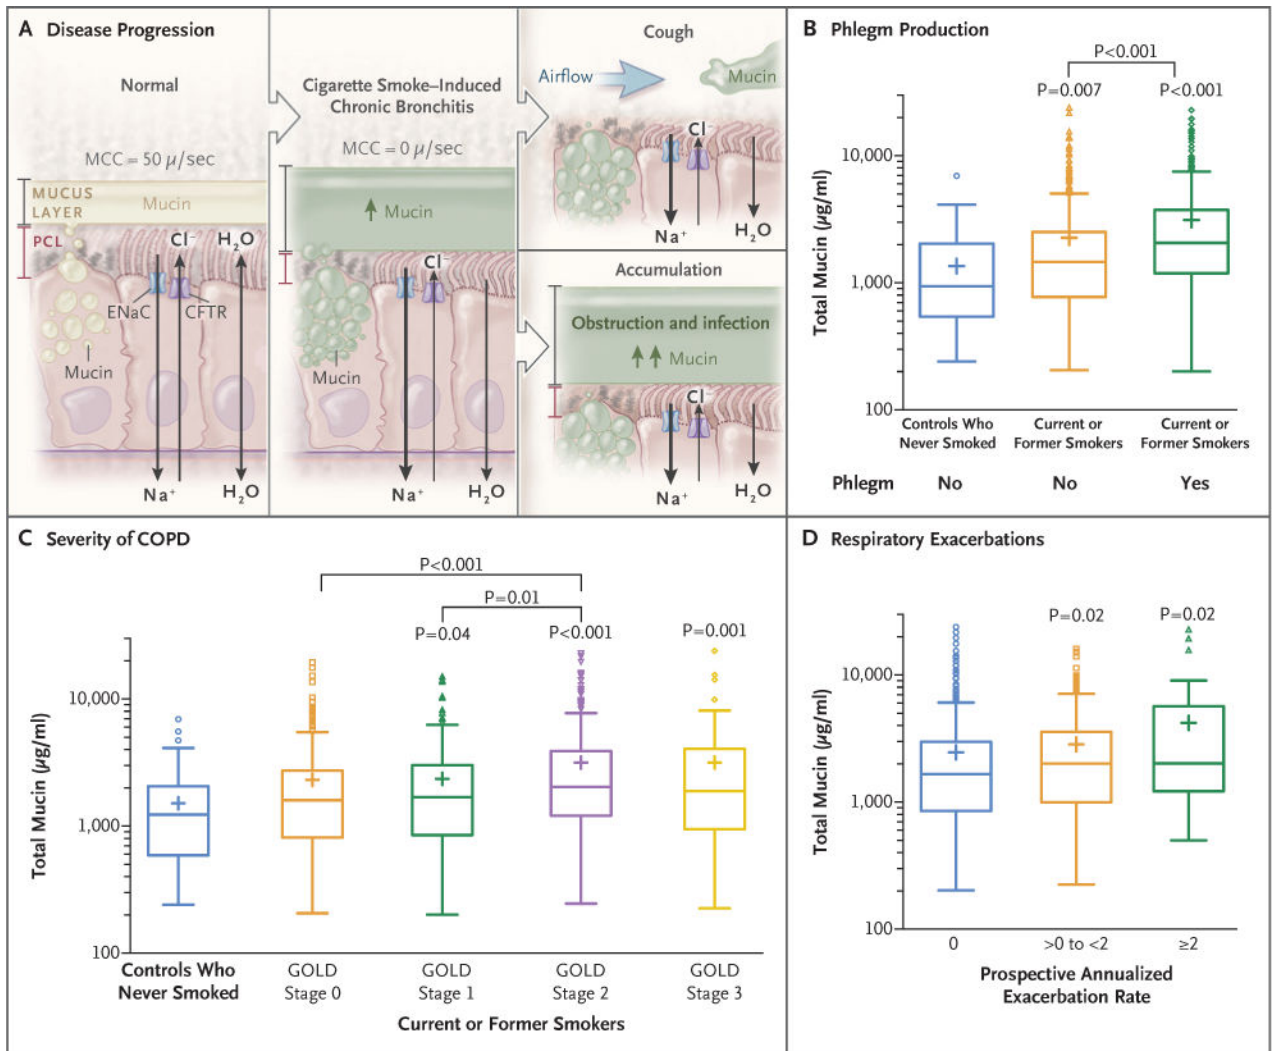 A Disease Progression
Normal
MCC = 50 μ/sec
MUCUS
LAYER
Mucin
PCL
Cl⁻
H₂O
ENaC
CFTR
Mucin
Na⁺
H₂O
Cigarette Smoke–Induced
Chronic Bronchitis
MCC = 0 μ/sec
Mucin
Cl⁻
Mucin
Na⁺
H₂O
Cough
Airflow
Mucin
Cl⁻
Na⁺
H₂O
Accumulation
Obstruction and infection
Mucin
Cl⁻
Na⁺
H₂O
B Phlegm Production
P<0.001
P=0.007
P<0.001
Total Mucin (μg/ml)
10,000
1,000
100
Controls Who
Never Smoked
Current or
Former Smokers
Current or
Former Smokers
Phlegm No No Yes
C Severity of COPD
P<0.001
P=0.01
P=0.04
P<0.001
P=0.001
Total Mucin (μg/ml)
10,000
1,000
100
Controls Who
Never Smoked
GOLD
Stage 0
GOLD
Stage 1
GOLD
Stage 2
GOLD
Stage 3
Current or Former Smokers
D Respiratory Exacerbations
P=0.02
P=0.02
Total Mucin (μg/ml)
10,000
1,000
100
0 >0 to <2 ≥2
Prospective Annualized
Exacerbation Rate